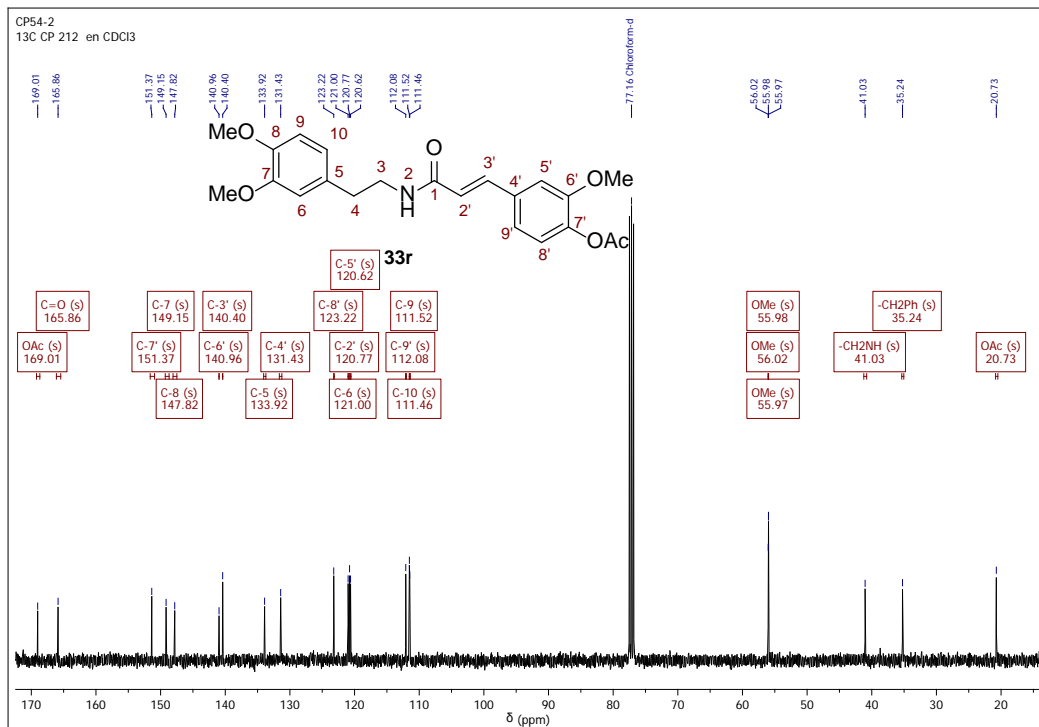 CP54-2
13C CP 212 en CDCl3
169.01
165.86
151.37
149.15
147.82
140.96
140.40
133.92
131.43
123.22
121.00
120.77
120.62
112.08
111.52
111.46
77.16 Chloroform-d
56.02
55.98
55.97
41.03
35.24
20.73
9
MeO 8 10 O 3' 5'
3 2 4' 6' OMe
7 5 1
MeO N 2' 7'
6 4 H 9' OAc
8'
33r
C-5' (s)
120.62
C=O (s)
165.86
C-7 (s)
149.15
C-3' (s)
140.40
C-8' (s)
123.22
C-9 (s)
111.52
OMe (s)
55.98
-CH2Ph (s)
35.24
OAc (s)
169.01
C-7' (s)
151.37
C-6' (s)
140.96
C-4' (s)
131.43
C-2' (s)
120.77
C-9' (s)
112.08
OMe (s)
56.02
-CH2NH (s)
41.03
OAc (s)
20.73
C-8 (s)
147.82
C-5 (s)
133.92
C-6 (s)
121.00
C-10 (s)
111.46
OMe (s)
55.97
170 160 150 140 130 120 110 100 90 80 70 60 50 40 30 20
δ (ppm)